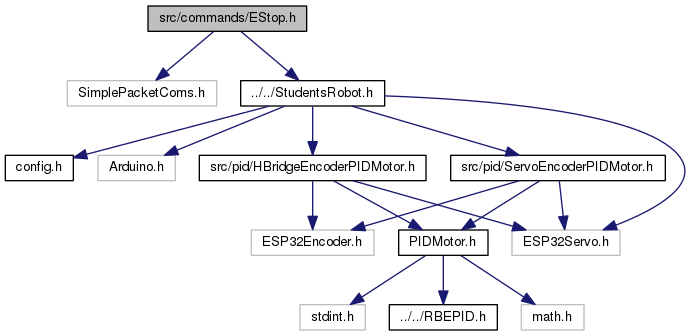 src/commands/EStop.h
SimplePacketComs.h
../../StudentsRobot.h
config.h
Arduino.h
src/pid/HBridgeEncoderPIDMotor.h
src/pid/ServoEncoderPIDMotor.h
ESP32Encoder.h
PIDMotor.h
ESP32Servo.h
stdint.h
../../RBEPID.h
math.h